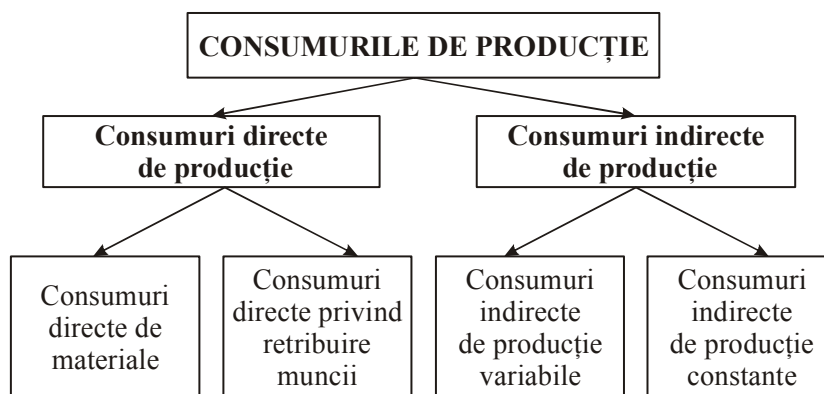 CONSUMURILE DE PRODUCȚIE
Consumuri directe
de producție
Consumuri indirecte
de producție
Consumuri
directe de
materiale
Consumuri
directe privind
retribuire
muncii
Consumuri
indirecte
de producție
variabile
Consumuri
indirecte
de producție
constante